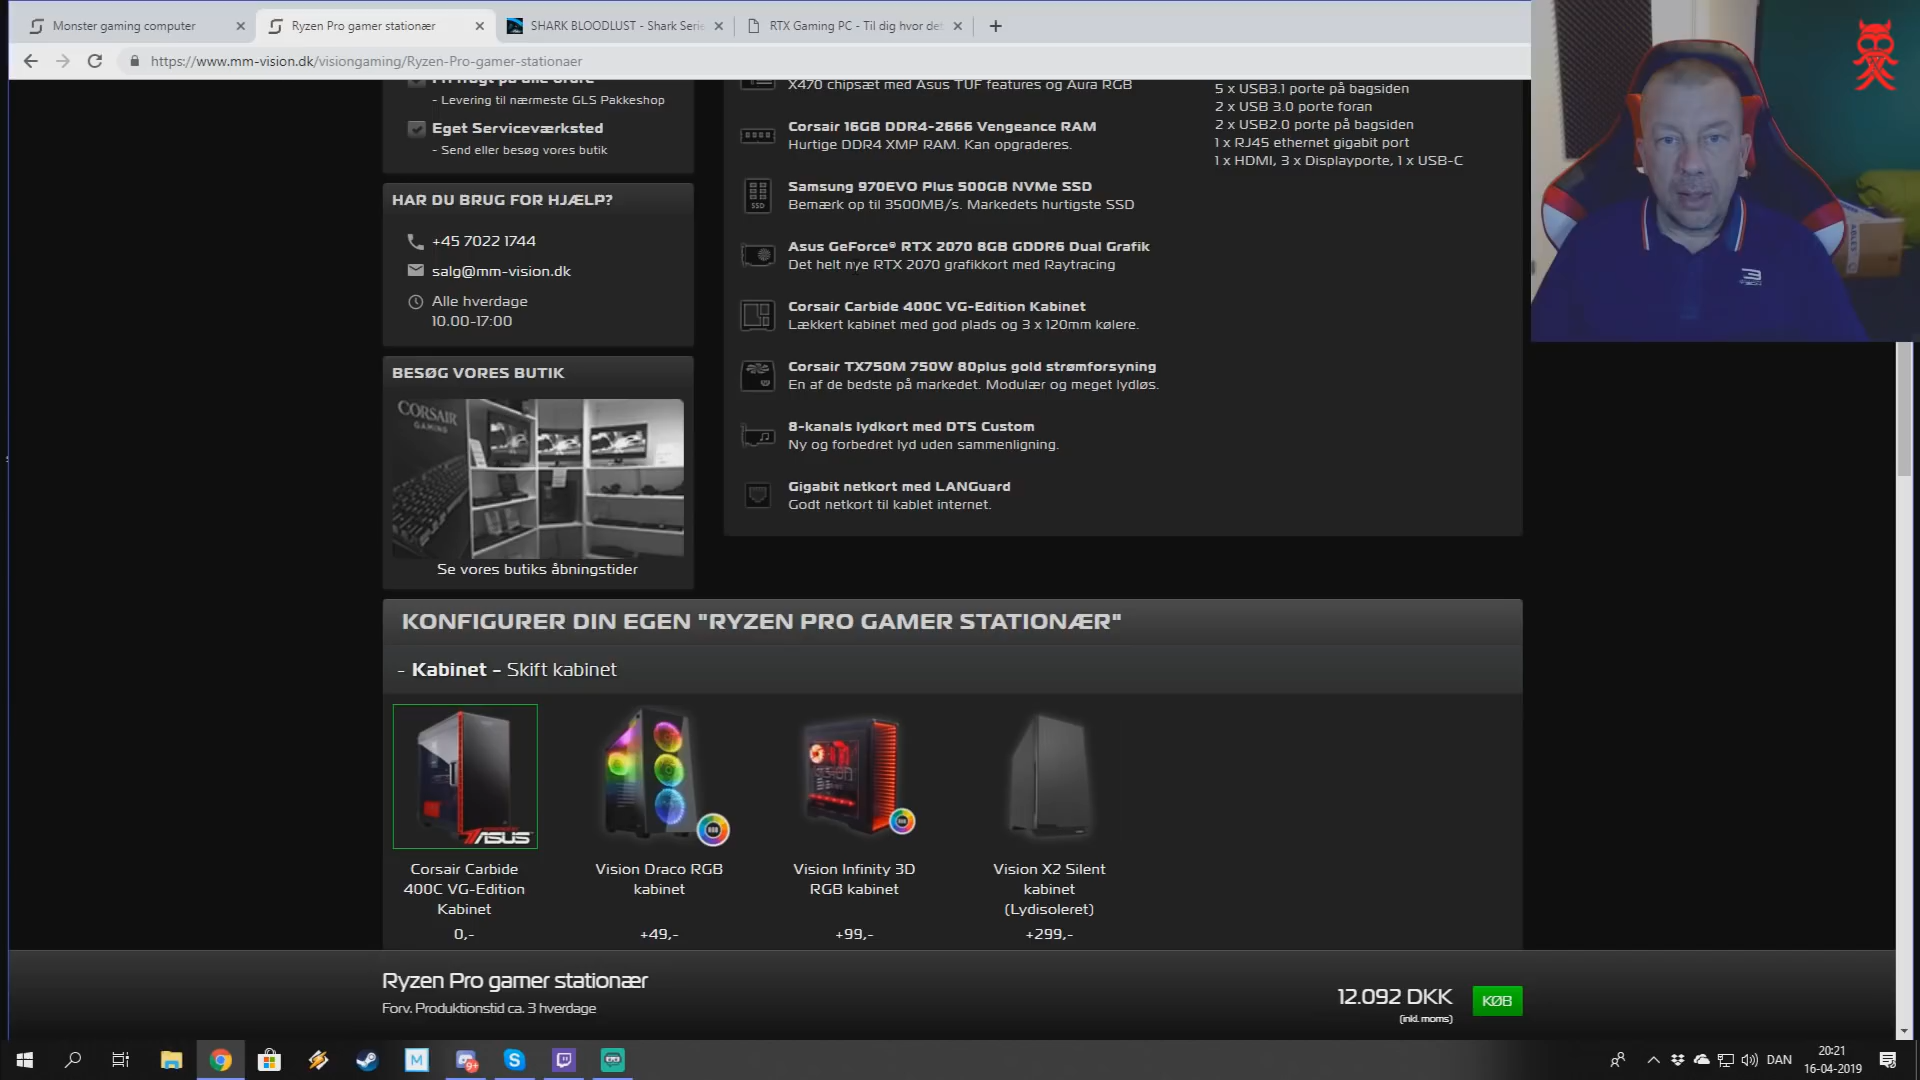 Monster gaming computer
Ryzen Pro gamer stationær
SHARK BLOODLUST - Shark Serie
RTX Gaming PC - Til dig hvor det
https://www.mm-vision.dk/visiongaming/Ryzen-Pro-gamer-stationaer
Fri fragt på alle ordre
- Levering til nærmeste GLS Pakkeshop
Eget Serviceværksted
- Send eller besøg vores butik
HAR DU BRUG FOR HJÆLP?
+45 7022 1744
salg@mm-vision.dk
Alle hverdage
10.00-17:00
BESØG VORES BUTIK
CORSAIR
GAMING
Se vores butiks åbningstider
X470 chipsæt med Asus TUF features og Aura RGB
Corsair 16GB DDR4-2666 Vengeance RAM
Hurtige DDR4 XMP RAM. Kan opgraderes.
SSD
Samsung 970EVO Plus 500GB NVMe SSD
Bemærk op til 3500MB/s. Markedets hurtigste SSD
Asus GeForce® RTX 2070 8GB GDDR6 Dual Grafik
Det helt nye RTX 2070 grafikkort med Raytracing
Corsair Carbide 400C VG-Edition Kabinet
Lækkert kabinet med god plads og 3 x 120mm kølere.
Corsair TX750M 750W 80plus gold strømforsyning
En af de bedste på markedet. Modulær og meget lydløs.
8-kanals lydkort med DTS Custom
Ny og forbedret lyd uden sammenligning.
Gigabit netkort med LANGuard
Godt netkort til kablet internet.
5 x USB3.1 porte på bagsiden
2 x USB 3.0 porte foran
2 x USB2.0 porte på bagsiden
1 x RJ45 ethernet gigabit port
1 x HDMI, 3 x Displayporte, 1 x USB-C
KONFIGURER DIN EGEN "RYZEN PRO GAMER STATIONÆR"
- Kabinet - Skift kabinet
ASUS
Corsair Carbide
400C VG-Edition
Kabinet
0,-
Vision Draco RGB
kabinet
+49,-
Vision Infinity 3D
RGB kabinet
+99,-
Vision X2 Silent
kabinet
(Lydisoleret)
+299,-
Ryzen Pro gamer stationær
Forv. Produktionstid ca. 3 hverdage
12.092 DKK
(inkl. moms)
KØB
DAN
20:21
16-04-2019